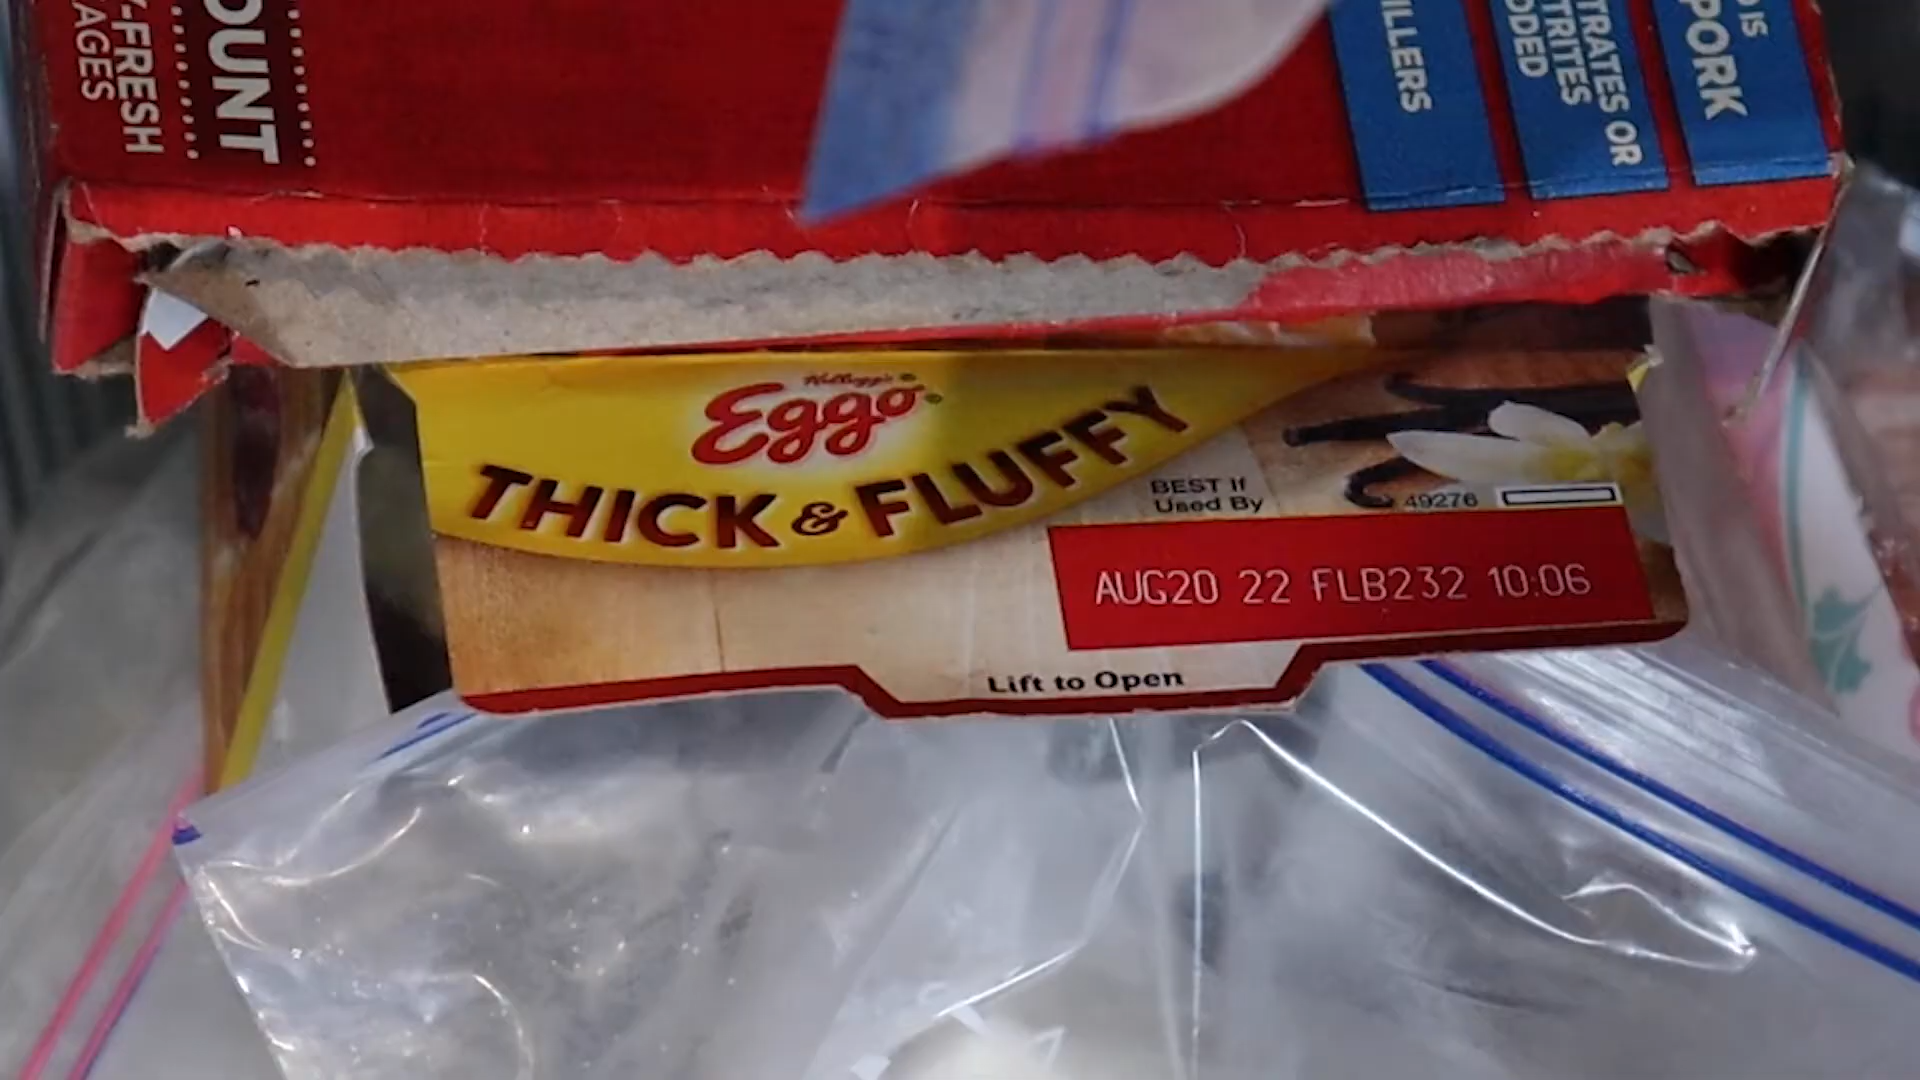 OUNT
Y-FRESH
AGES
ILLERS
TRATES OR
TRITES
DDED
D IS
PORK
Kellogg's
Eggo
THICK & FLUFFY
BEST If
Used By
49276
AUG20 22 FLB232 10:06
Lift to Open